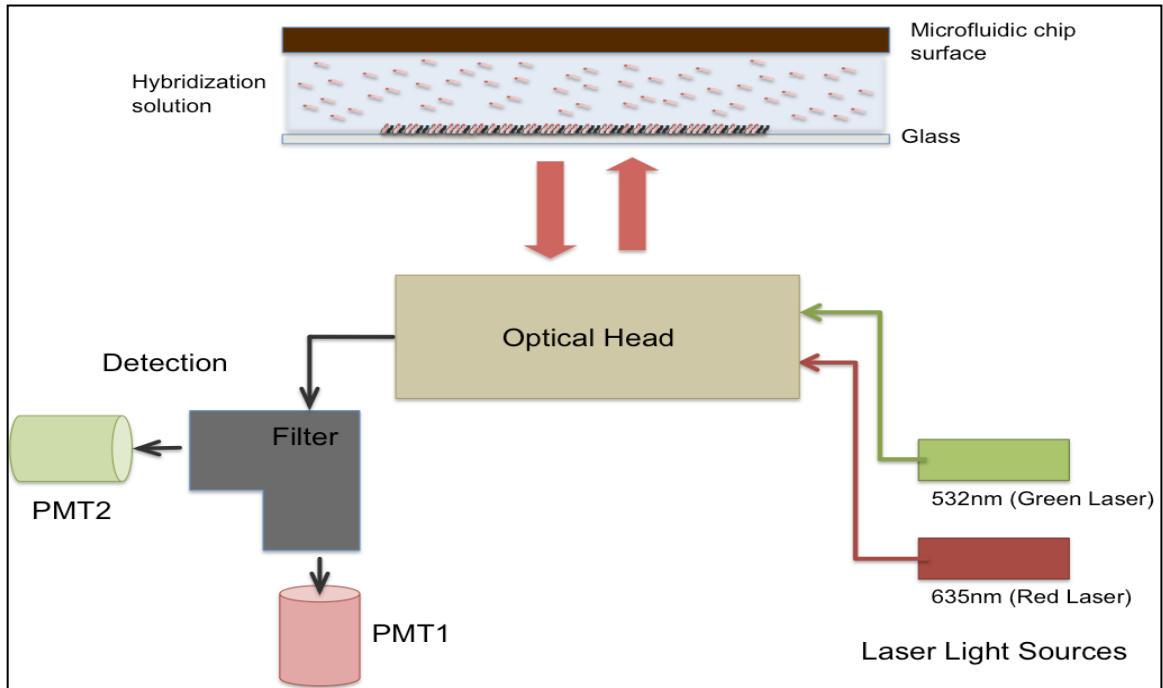 Microfluidic chip
surface
Hybridization
solution
Glass
Optical Head
Detection
Filter
PMT2
532nm (Green Laser)
635nm (Red Laser)
PMT1
Laser Light Sources